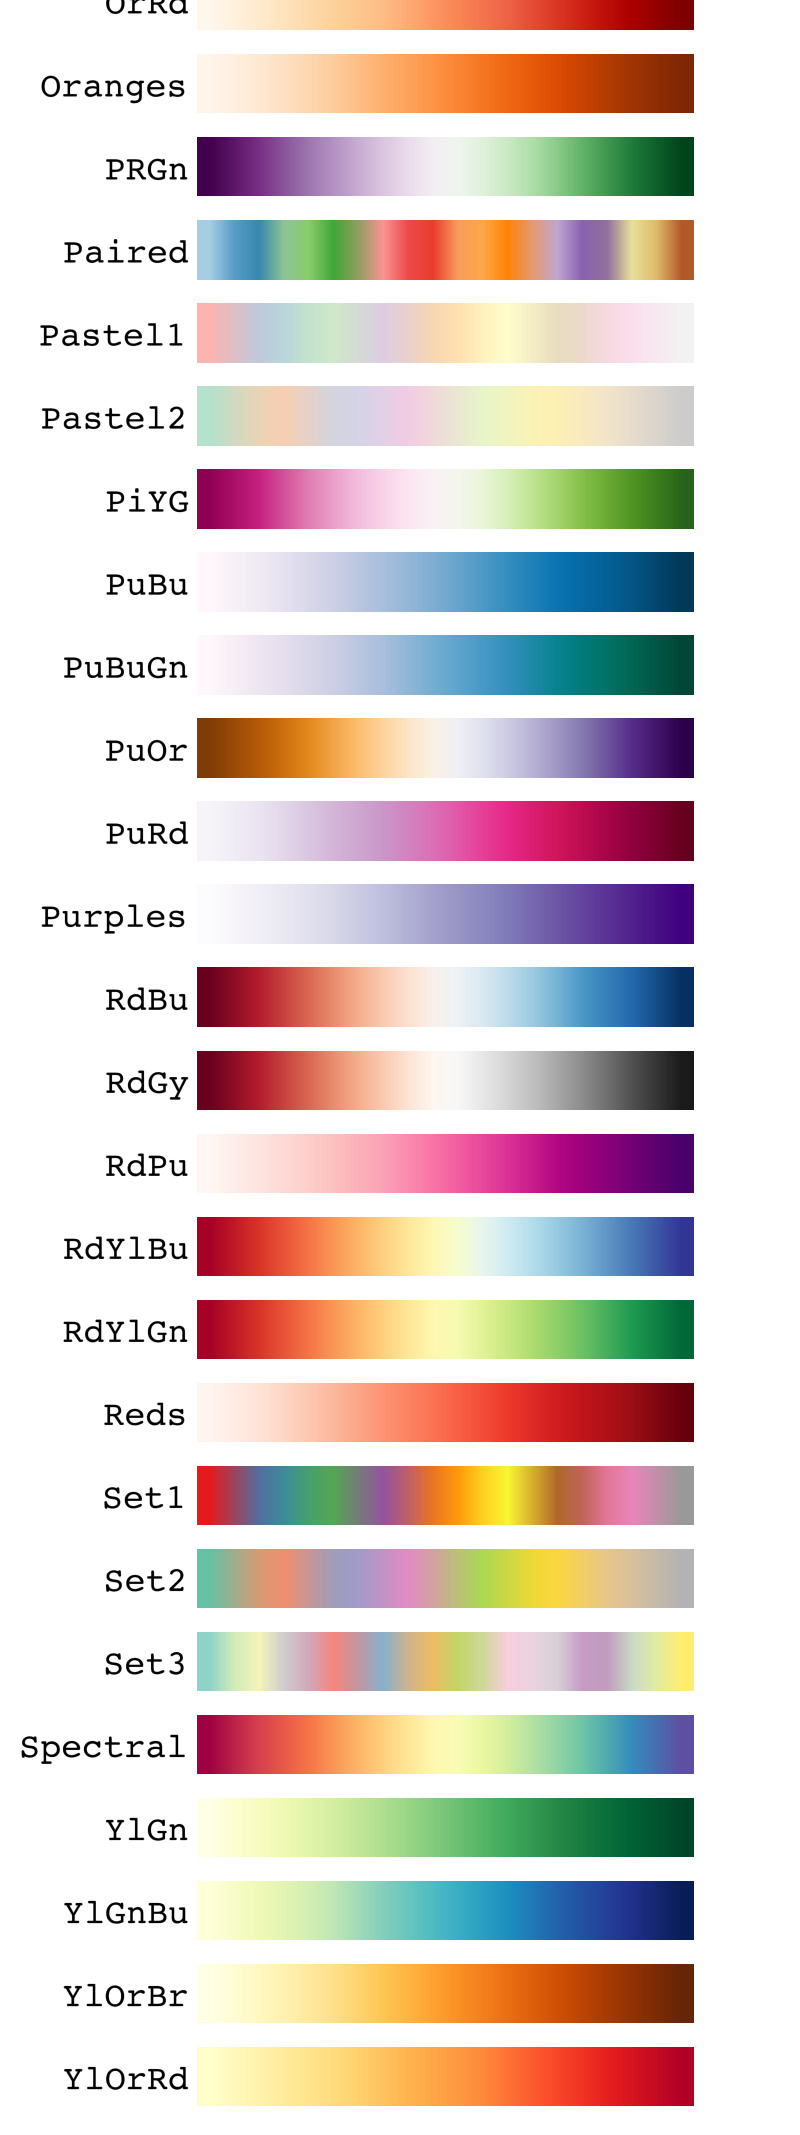 OrRd
Oranges
PRGn
Paired
Pastel1
Pastel2
PiYG
PuBu
PuBuGn
PuOr
PuRd
Purples
RdBu
RdGy
RdPu
RdYlBu
RdYlGn
Reds
Set1
Set2
Set3
Spectral
YlGn
YlGnBu
YlOrBr
YlOrRd